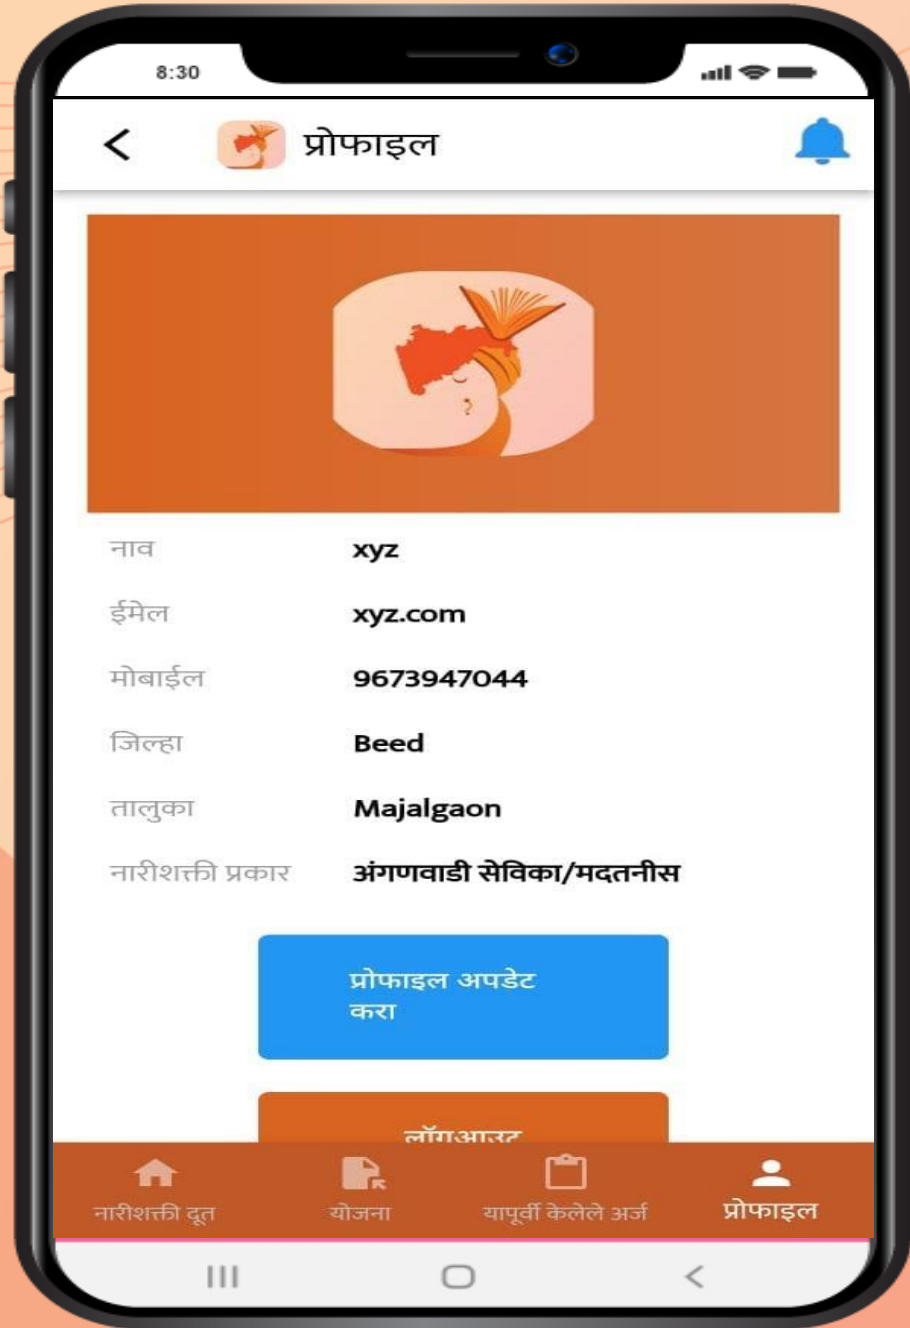 8:30
प्रोफाइल
नाव xyz
ईमेल xyz.com
मोबाईल 9673947044
जिल्हा Beed
तालुका Majalgaon
नारीशक्ती प्रकार अंगणवाडी सेविका/मदतनीस
प्रोफाइल अपडेट
करा
लॉगआउट
नारीशक्ती दूत योजना यापूर्वी केलेले अर्ज प्रोफाइल